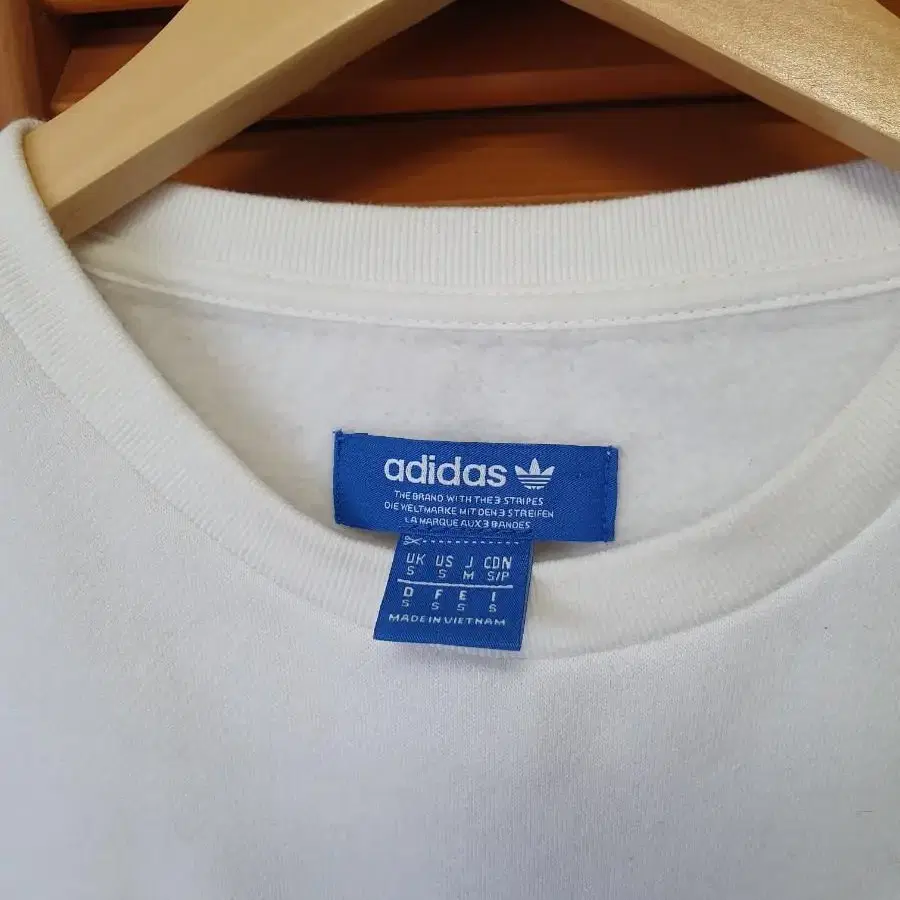 adidas
THE BRAND WITH THE 3 STRIPES
DIE WELTMARKE MIT DEN 3 STREIFEN
LA MARQUE AUX 3 BANDES
UK US J CDN
S S M S/P
D F E I
S S S S
MADE IN VIETNAM